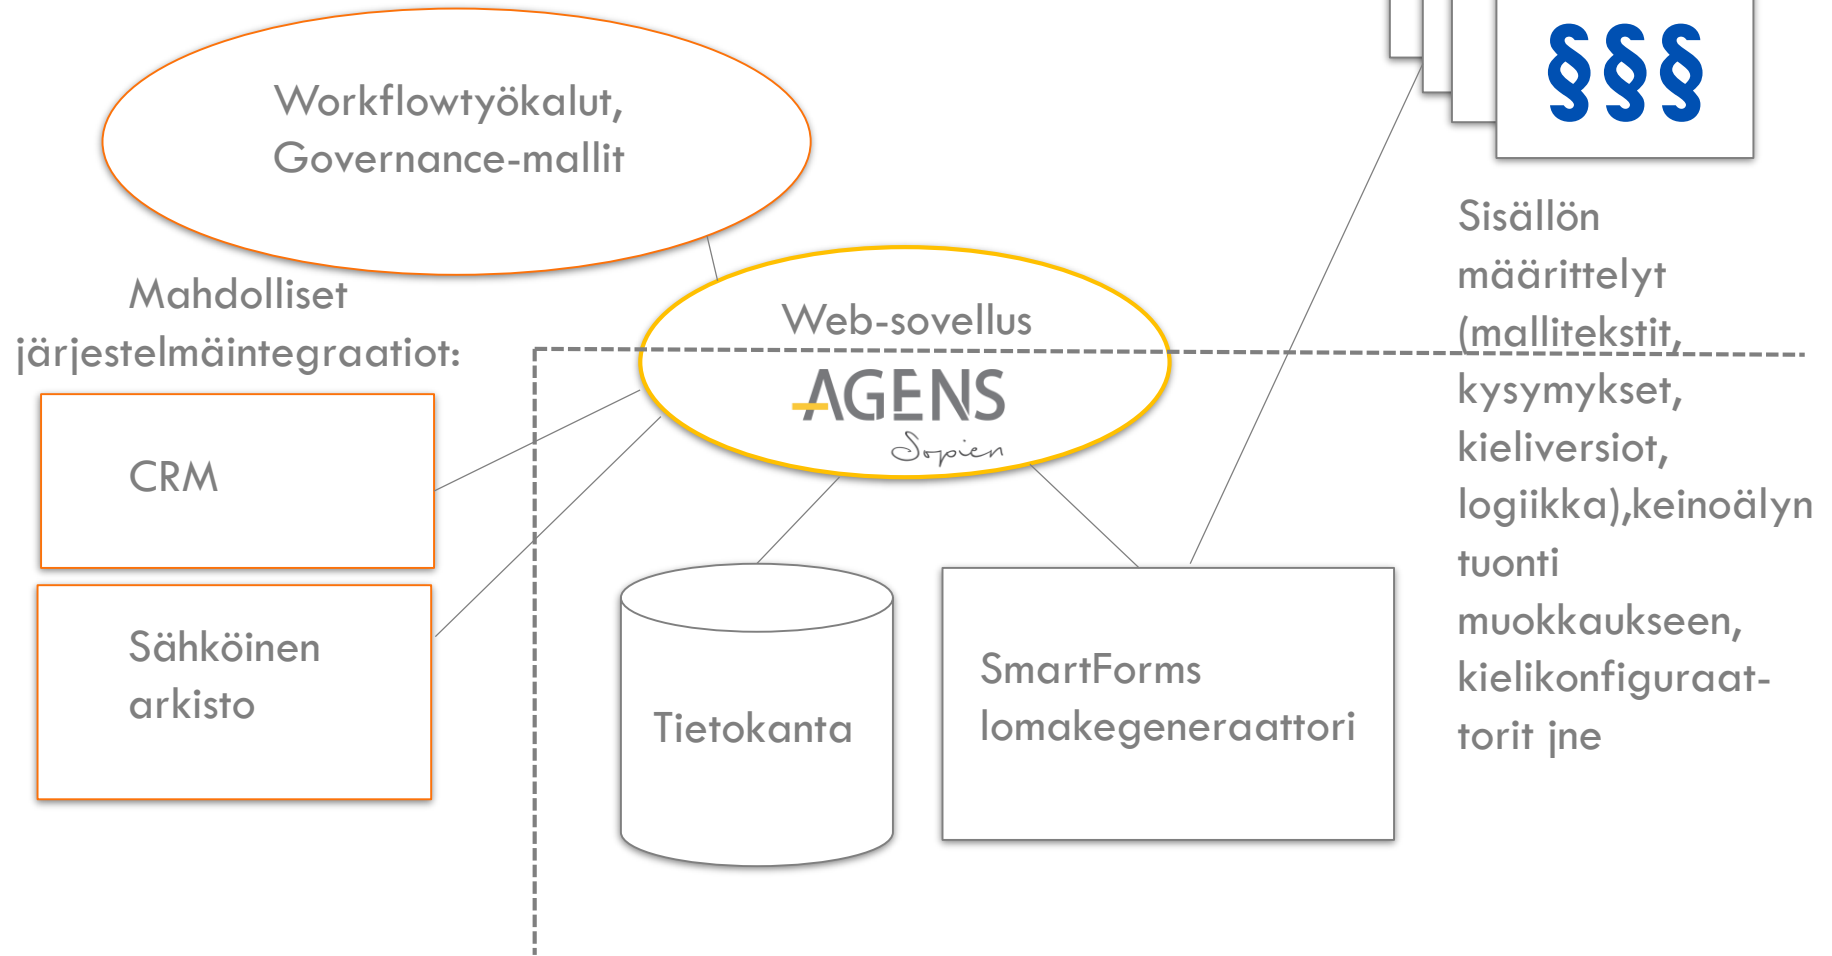 §§§
Workflowtyökalut,
Governance-mallit
Mahdolliset
järjestelmäintegraatiot:
CRM
Sähköinen
arkisto
Web-sovellus
AGENS
Sopien
Tietokanta
SmartForms
lomakegeneraattori
Sisällön
määrittelyt
(mallitekstit,
kysymykset,
kieliversiot,
logiikka),keinoälyn
tuonti
muokkaukseen,
kielikonfiguraat-
torit jne